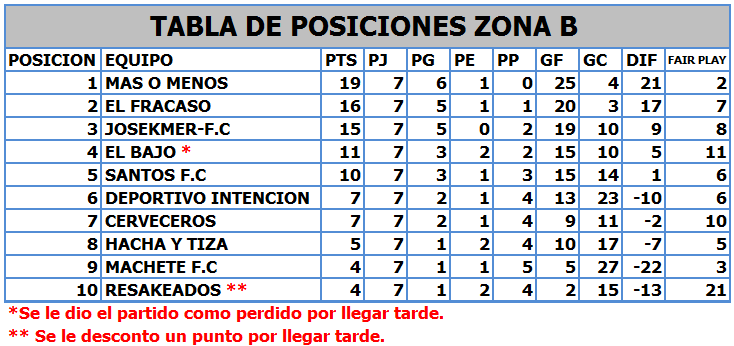 TABLA DE POSICIONES ZONA B
POSICION EQUIPO PTS PJ PG PE PP GF GC DIF FAIR PLAY
1 MAS O MENOS 19 7 6 1 0 25 4 21 2
2 EL FRACASO 16 7 5 1 1 20 3 17 7
3 JOSEKMER-F.C 15 7 5 0 2 19 10 9 8
4 EL BAJO * 11 7 3 2 2 15 10 5 11
5 SANTOS F.C 10 7 3 1 3 15 14 1 6
6 DEPORTIVO INTENCION 7 7 2 1 4 13 23 -10 6
7 CERVECEROS 7 7 2 1 4 9 11 -2 10
8 HACHA Y TIZA 5 7 1 2 4 10 17 -7 5
9 MACHETE F.C 4 7 1 1 5 5 27 -22 3
10 RESAKEADOS ** 4 7 1 2 4 2 15 -13 21
*Se le dio el partido como perdido por llegar tarde.
** Se le desconto un punto por llegar tarde.